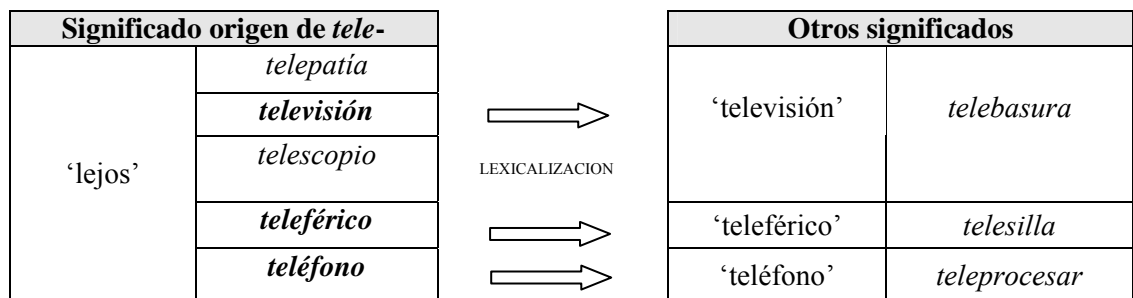 Significado origen de tele-
Otros significados
telepatía
televisión
telescopio
'lejos'
teleférico
teléfono
LEXICALIZACION
‘televisión’
telebasura
‘teleférico’
telesilla
‘teléfono’
teleprocesar